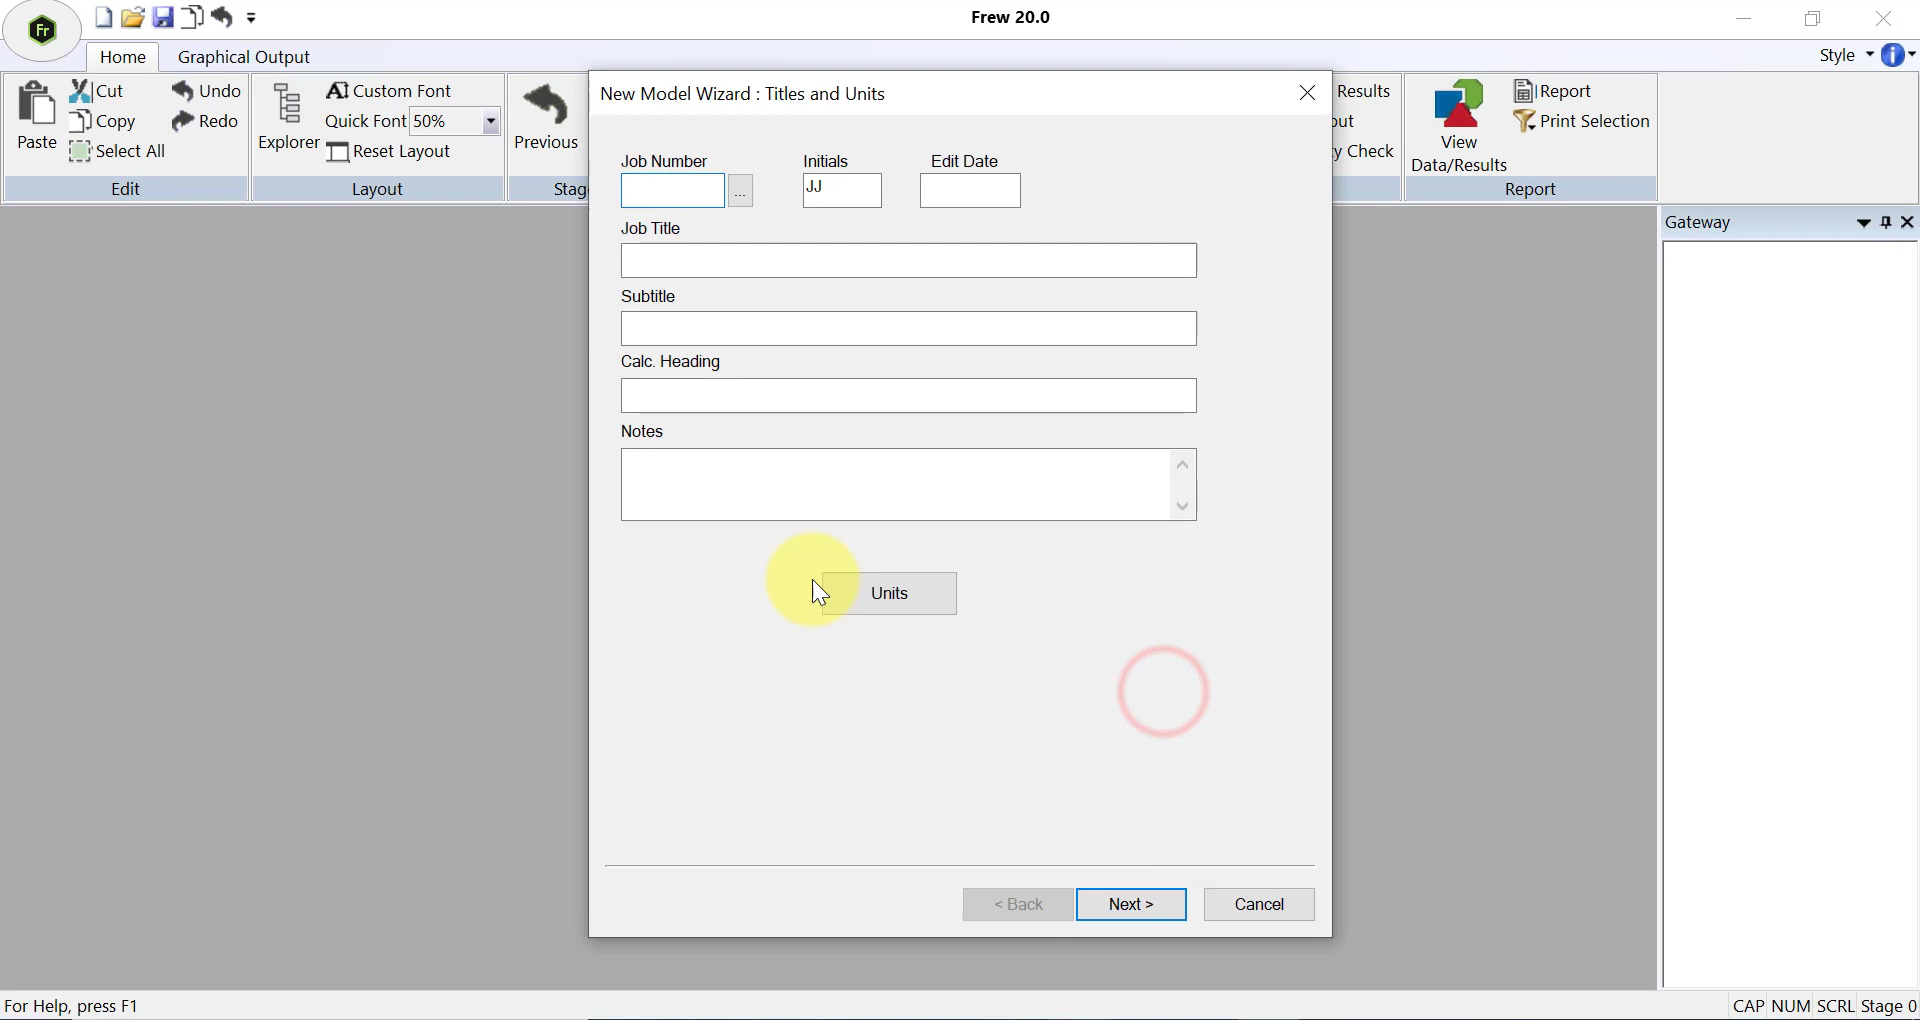 Fr
Frew 20.0
Home
Graphical Output
Style
i
Paste
Cut
Copy
Select All
Undo
Redo
Edit
Explorer
Custom Font
Quick Font 50%
Reset Layout
Layout
Previous
Stag
Results
out
y Check
View
Data/Results
Report
Print Selection
Report
New Model Wizard : Titles and Units
Job Number
...
Initials
JJ
Edit Date
Job Title
Subtitle
Calc. Heading
Notes
Units
< Back
Next >
Cancel
Gateway
For Help, press F1
CAP NUM SCRL Stage 0